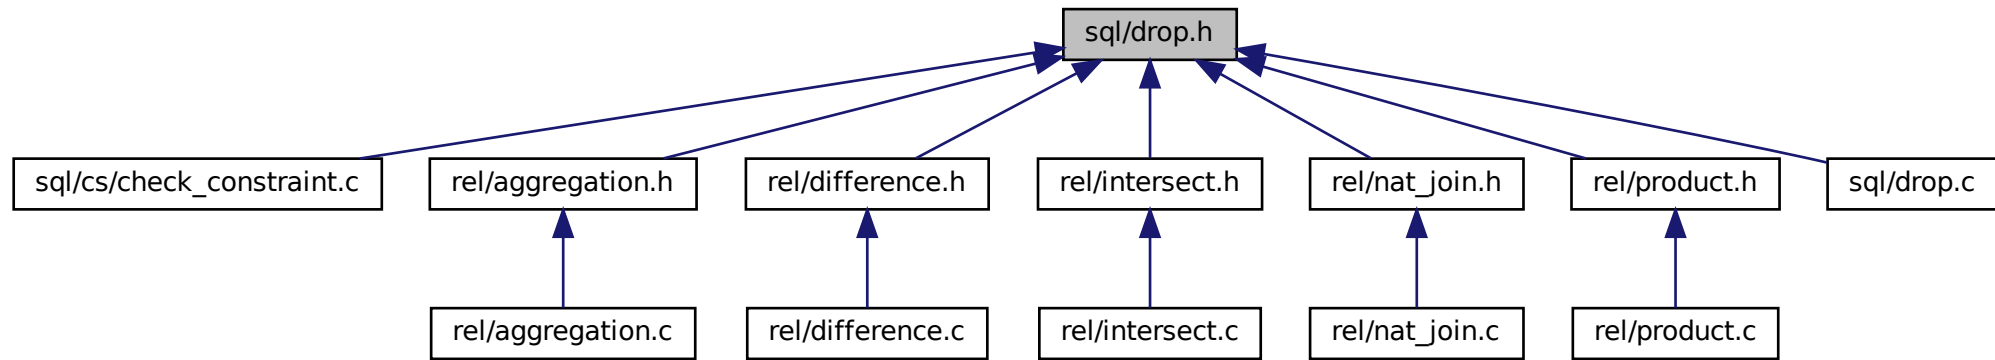 sql/drop.h
sql/cs/check_constraint.c
rel/aggregation.h
rel/difference.h
rel/intersect.h
rel/nat_join.h
rel/product.h
sql/drop.c
rel/aggregation.c
rel/difference.c
rel/intersect.c
rel/nat_join.c
rel/product.c